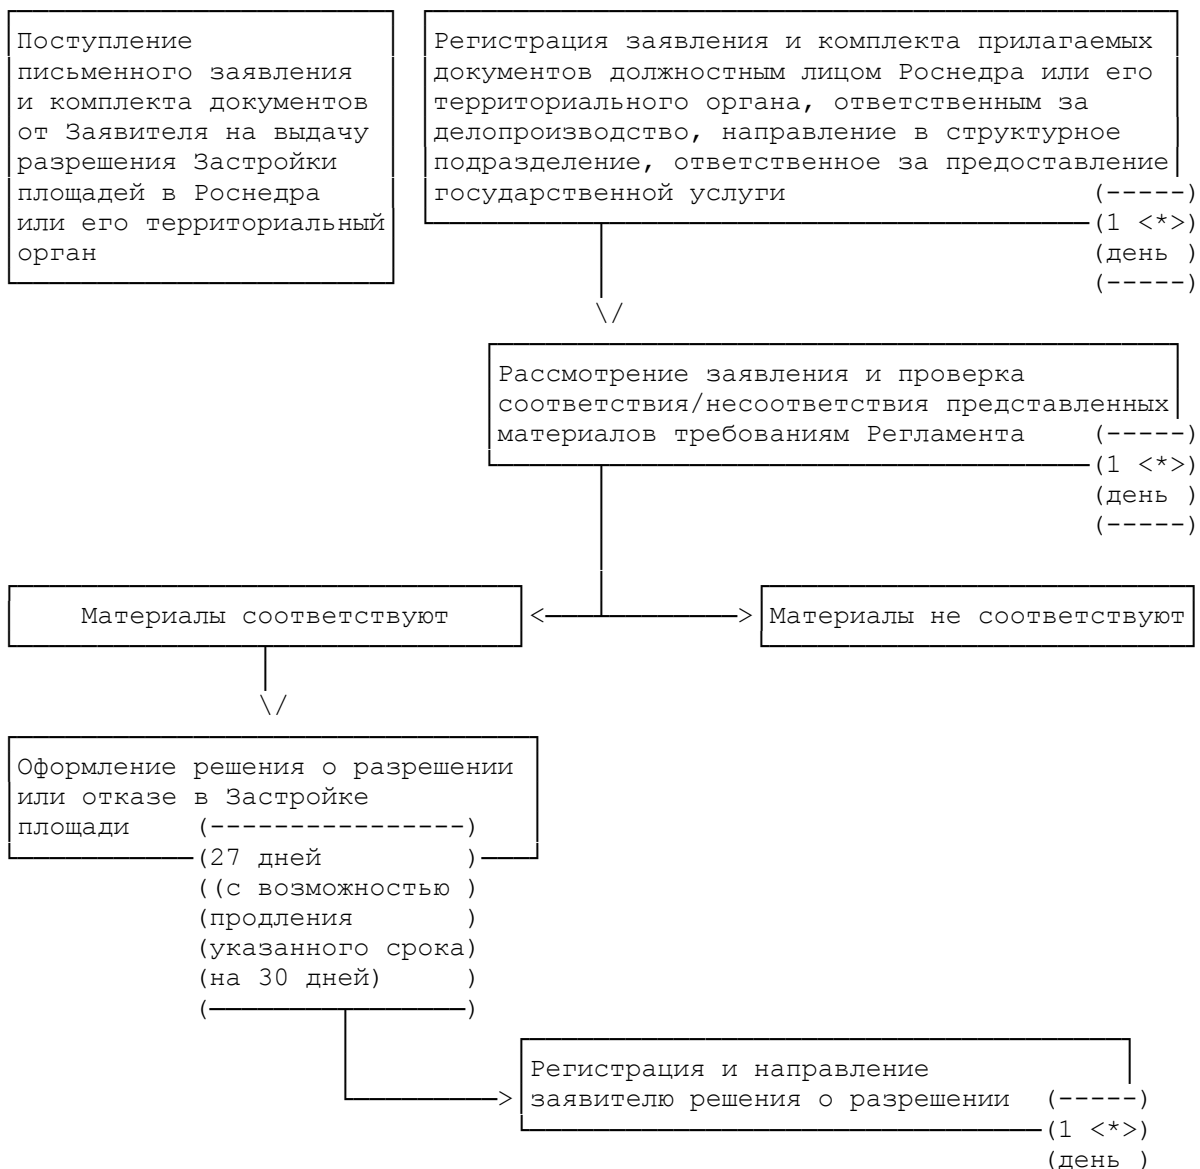 Поступление
письменного заявления
и комплекта документов
от Заявителя на выдачу
разрешения Застройки
площадей в Роснедра
или его территориальный
орган
Регистрация заявления и комплекта прилагаемых
документов должностным лицом Роснедра или его
территориального органа, ответственным за
делопроизводство, направление в структурное
подразделение, ответственное за предоставление
государственной услуги
(-----)
(1 <*>)
(день )
(-----)
\/
Рассмотрение заявления и проверка
соответствия/несоответствия представленных
материалов требованиям Регламента
(-----)
(1 <*>)
(день )
(-----)
Материалы соответствуют
<
>
Материалы не соответствуют
\/
Оформление решения о разрешении
или отказе в Застройке
площади
(----------------)
(27 дней )
((с возможностью )
(продления )
(указанного срока)
(на 30 дней) )
( )
>
Регистрация и направление
заявителю решения о разрешении
(-----)
(1 <*>)
(день )